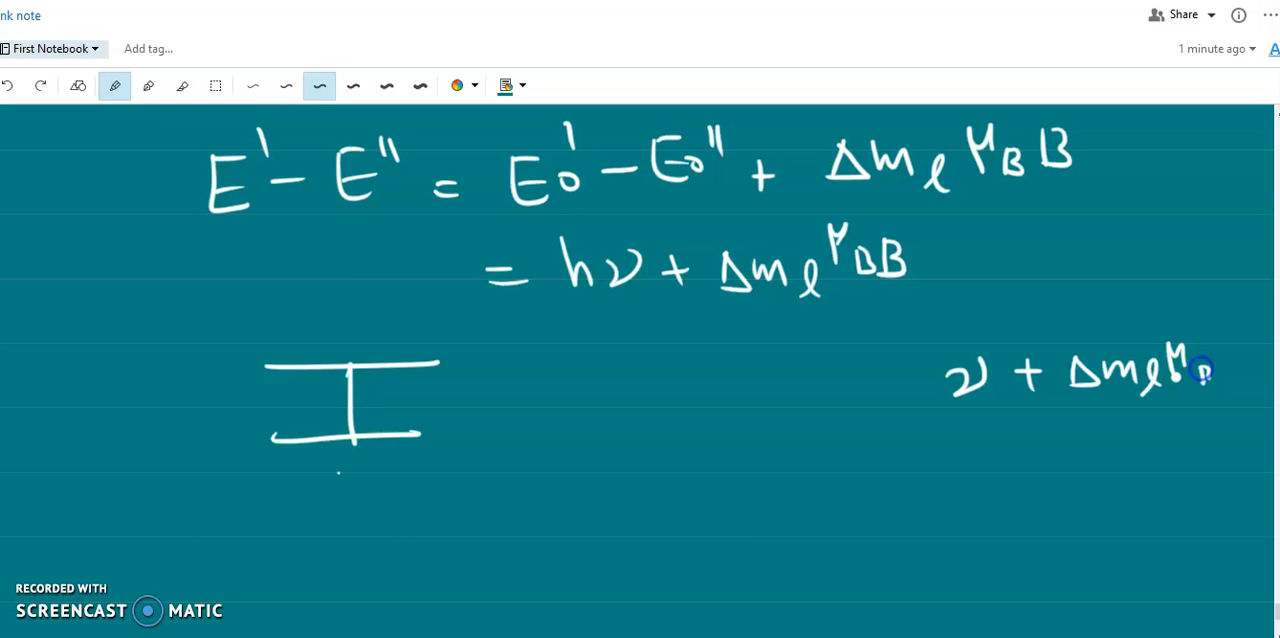 nk note
Share
First Notebook
Add tag...
1 minute ago
E' - E'' = E₀' - E₀'' + Δm_ℓ μ_B B
= hν + Δm_ℓ μ_B B
ν + Δm_ℓ μ
RECORDED WITH
SCREENCAST MATIC